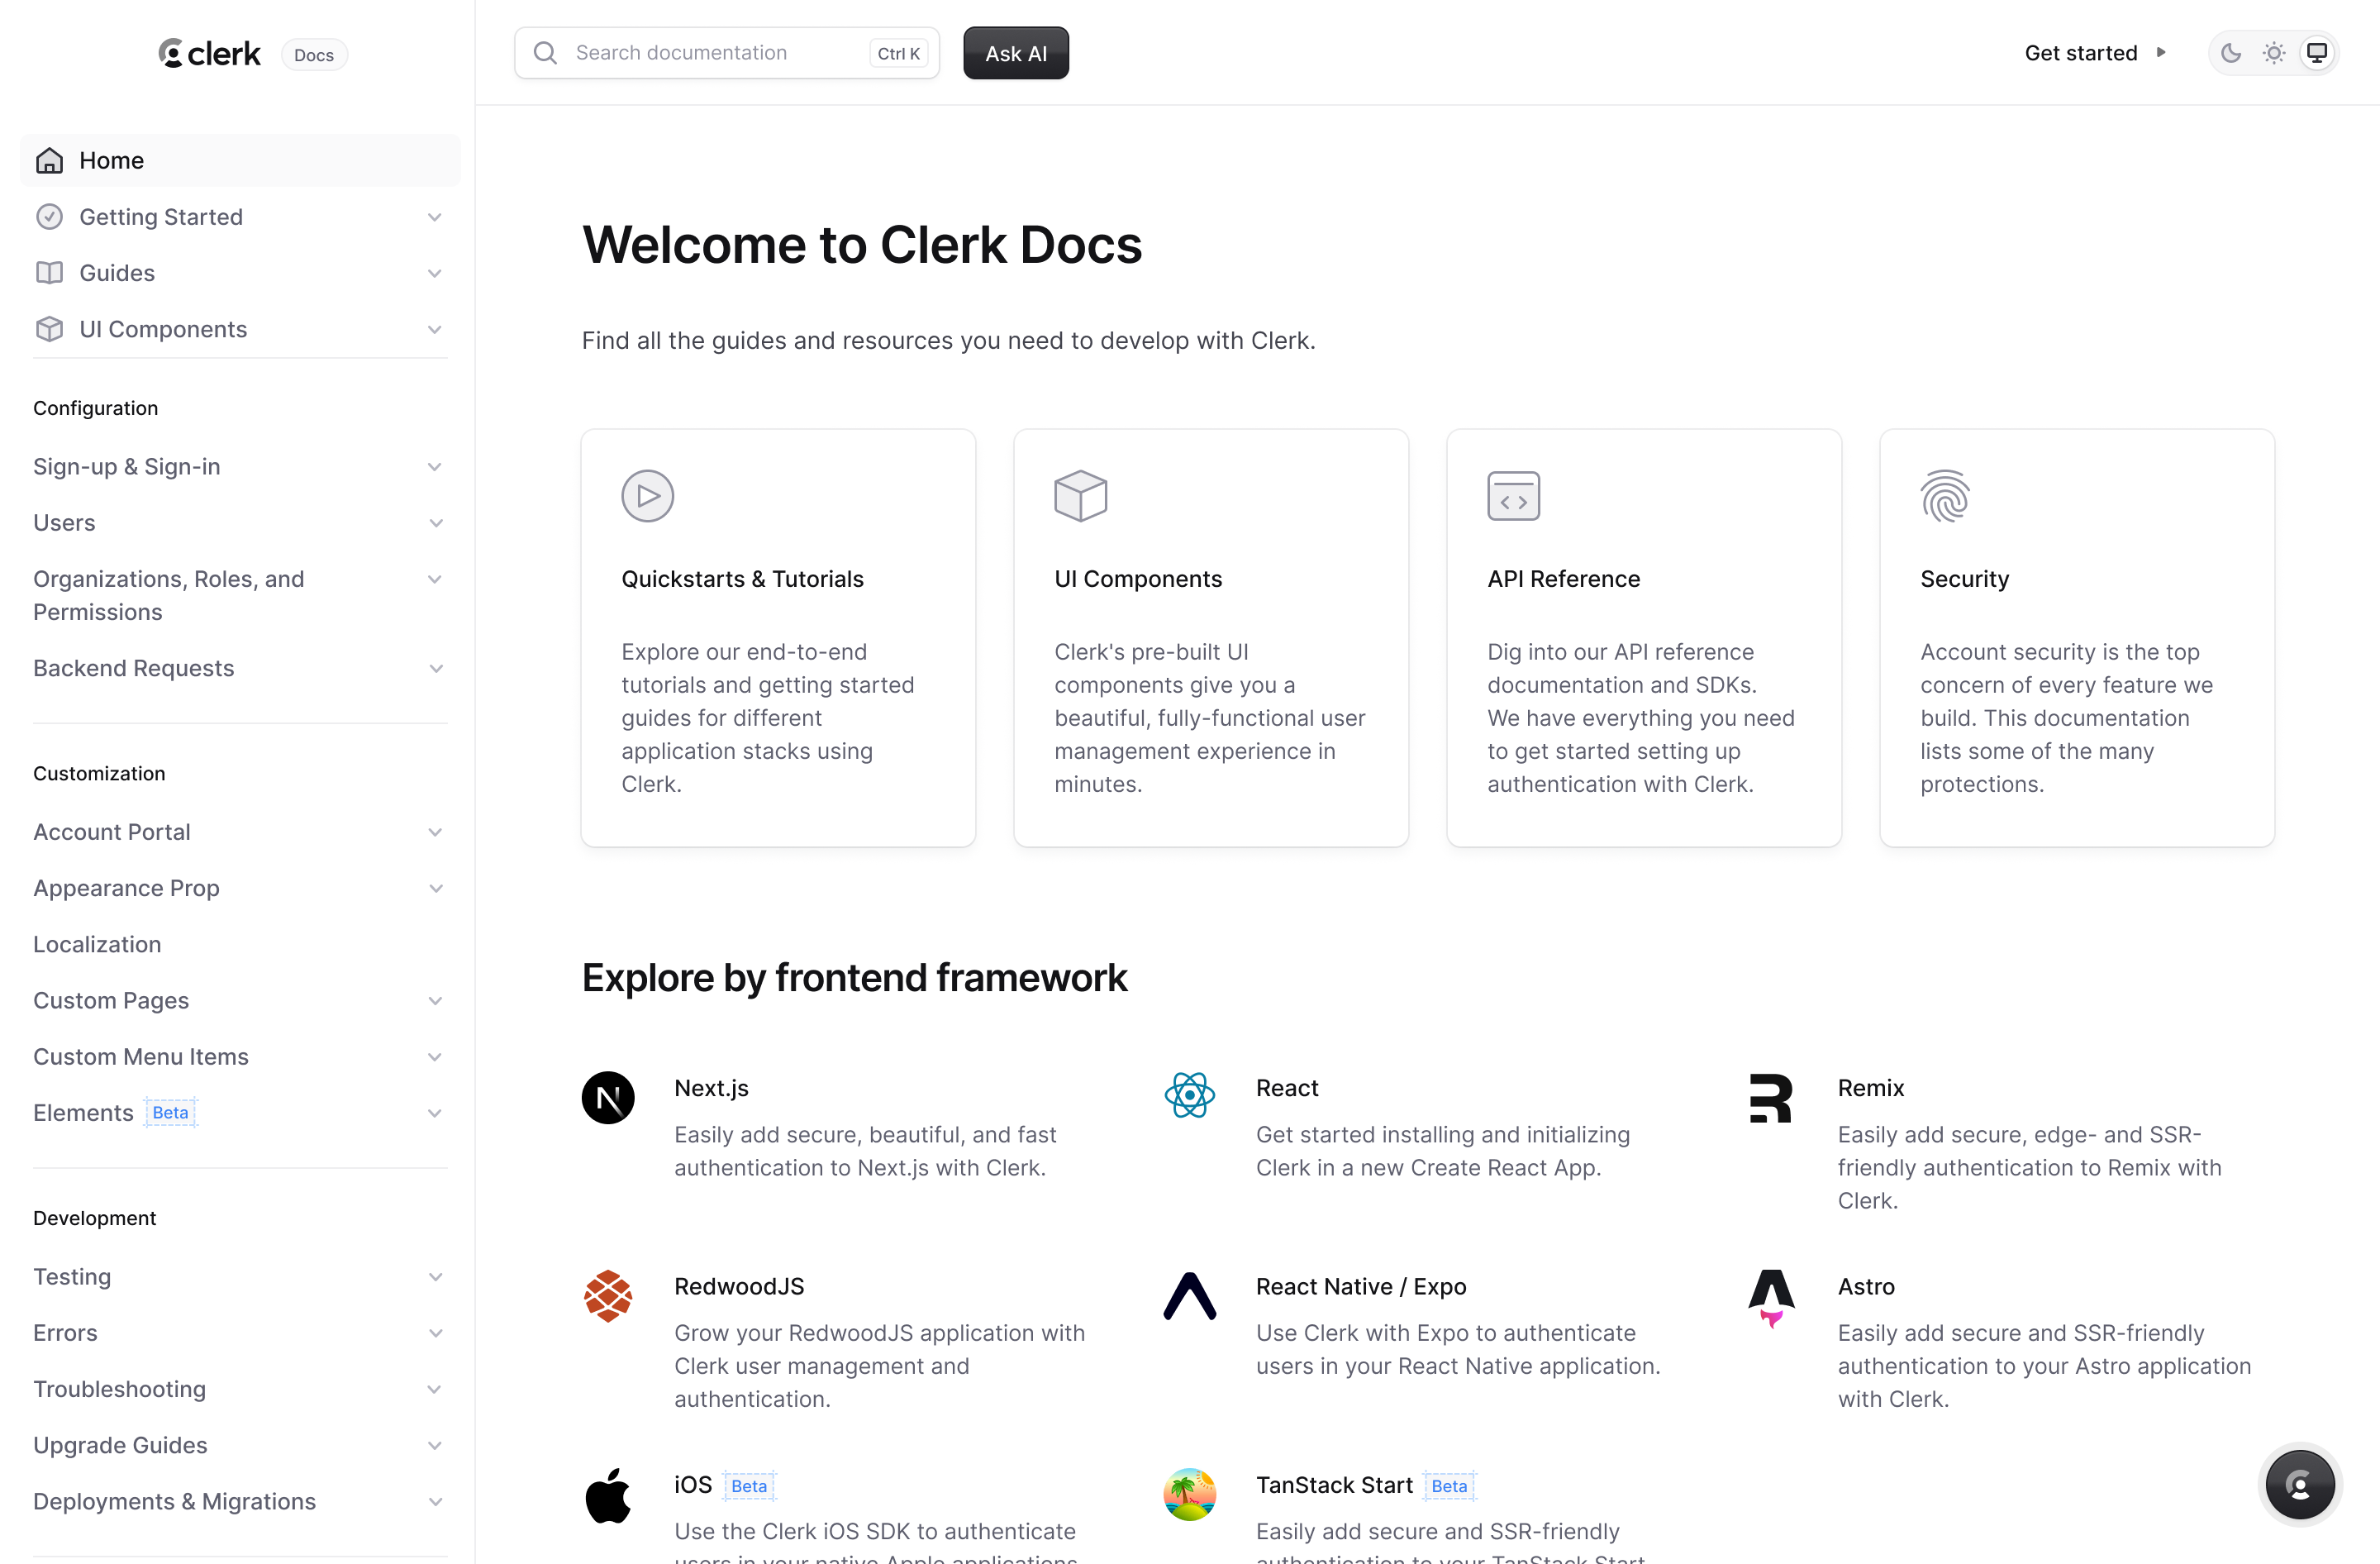 clerk Docs
Home
Getting Started
Guides
UI Components
Configuration
Sign-up & Sign-in
Users
Organizations, Roles, and
Permissions
Backend Requests
Customization
Account Portal
Appearance Prop
Localization
Custom Pages
Custom Menu Items
Elements Beta
Development
Testing
Errors
Troubleshooting
Upgrade Guides
Deployments & Migrations
Search documentation Ctrl K Ask AI
Get started
Welcome to Clerk Docs
Find all the guides and resources you need to develop with Clerk.
Quickstarts & Tutorials
Explore our end-to-end
tutorials and getting started
guides for different
application stacks using
Clerk.
UI Components
Clerk's pre-built UI
components give you a
beautiful, fully-functional user
management experience in
minutes.
API Reference
Dig into our API reference
documentation and SDKs.
We have everything you need
to get started setting up
authentication with Clerk.
Security
Account security is the top
concern of every feature we
build. This documentation
lists some of the many
protections.
Explore by frontend framework
Next.js
Easily add secure, beautiful, and fast
authentication to Next.js with Clerk.
React
Get started installing and initializing
Clerk in a new Create React App.
Remix
Easily add secure, edge- and SSR-
friendly authentication to Remix with
Clerk.
RedwoodJS
Grow your RedwoodJS application with
Clerk user management and
authentication.
React Native / Expo
Use Clerk with Expo to authenticate
users in your React Native application.
Astro
Easily add secure and SSR-friendly
authentication to your Astro application
with Clerk.
iOS Beta
Use the Clerk iOS SDK to authenticate
users in your native Apple applications
TanStack Start Beta
Easily add secure and SSR-friendly
authentication to your TanStack Start